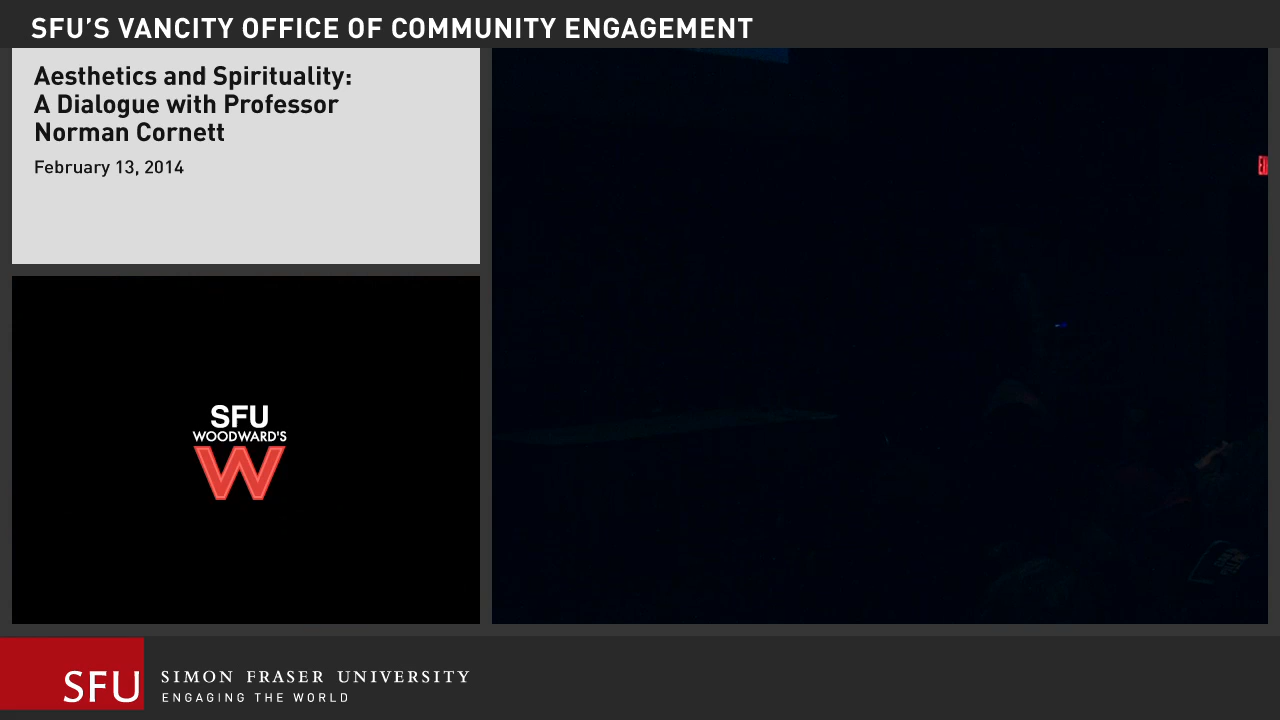 SFU'S VANCITY OFFICE OF COMMUNITY ENGAGEMENT
Aesthetics and Spirituality:
A Dialogue with Professor
Norman Cornett
February 13, 2014
SFU
WOODWARD'S
W
SFU
SIMON FRASER UNIVERSITY
ENGAGING THE WORLD